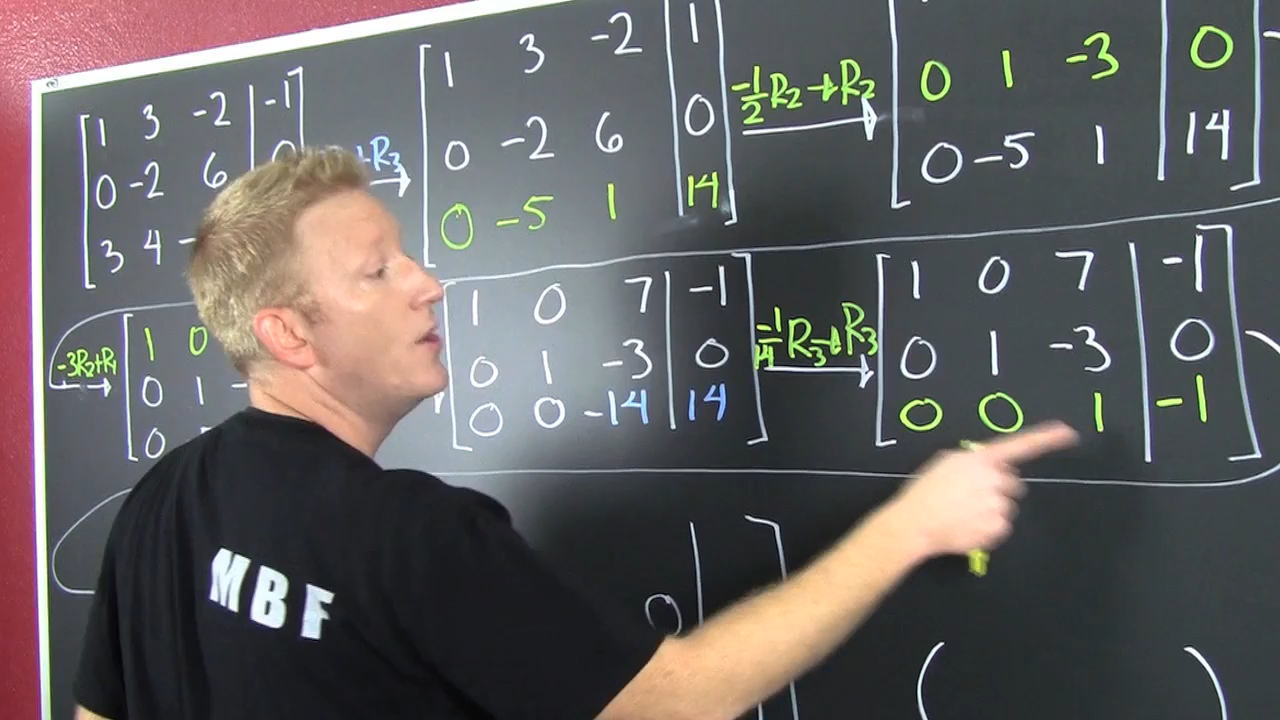 1 3 -2 | -1
0 -2 6 | 0
3 4 -
+R3
1 3 -2 | 1
0 -2 6 | 0
0 -5 1 | 14
-1/2 R2 → R2
0 1 -3 | 0
0 -5 1 | 14
-3R2+R1
1 0
0 1 -
0
1 0 7 | -1
0 1 -3 | 0
0 0 -14 | 14
-1/14 R3 → R3
1 0 7 | -1
0 1 -3 | 0
0 0 1 | -1
0
( )
MBF